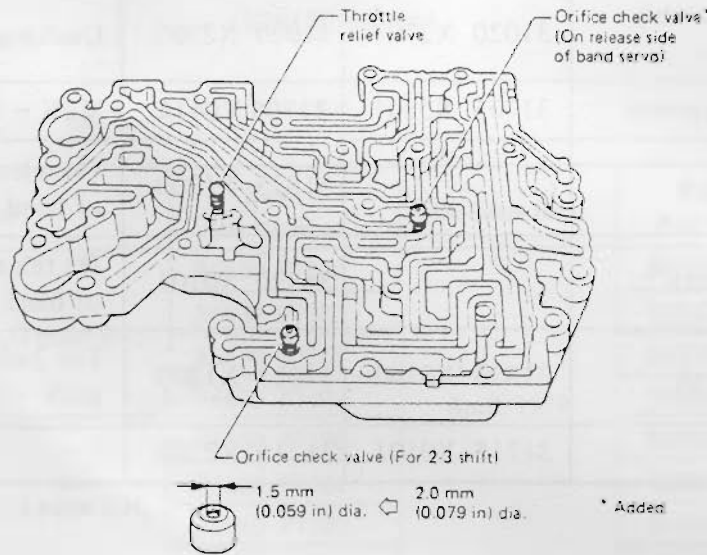 Throttle
relief valve
Orifice check valve*
(On release side
of band servo)
Orifice check valve (For 2-3 shift)
1.5 mm
(0.059 in) dia.
2.0 mm
(0.079 in) dia.
* Added